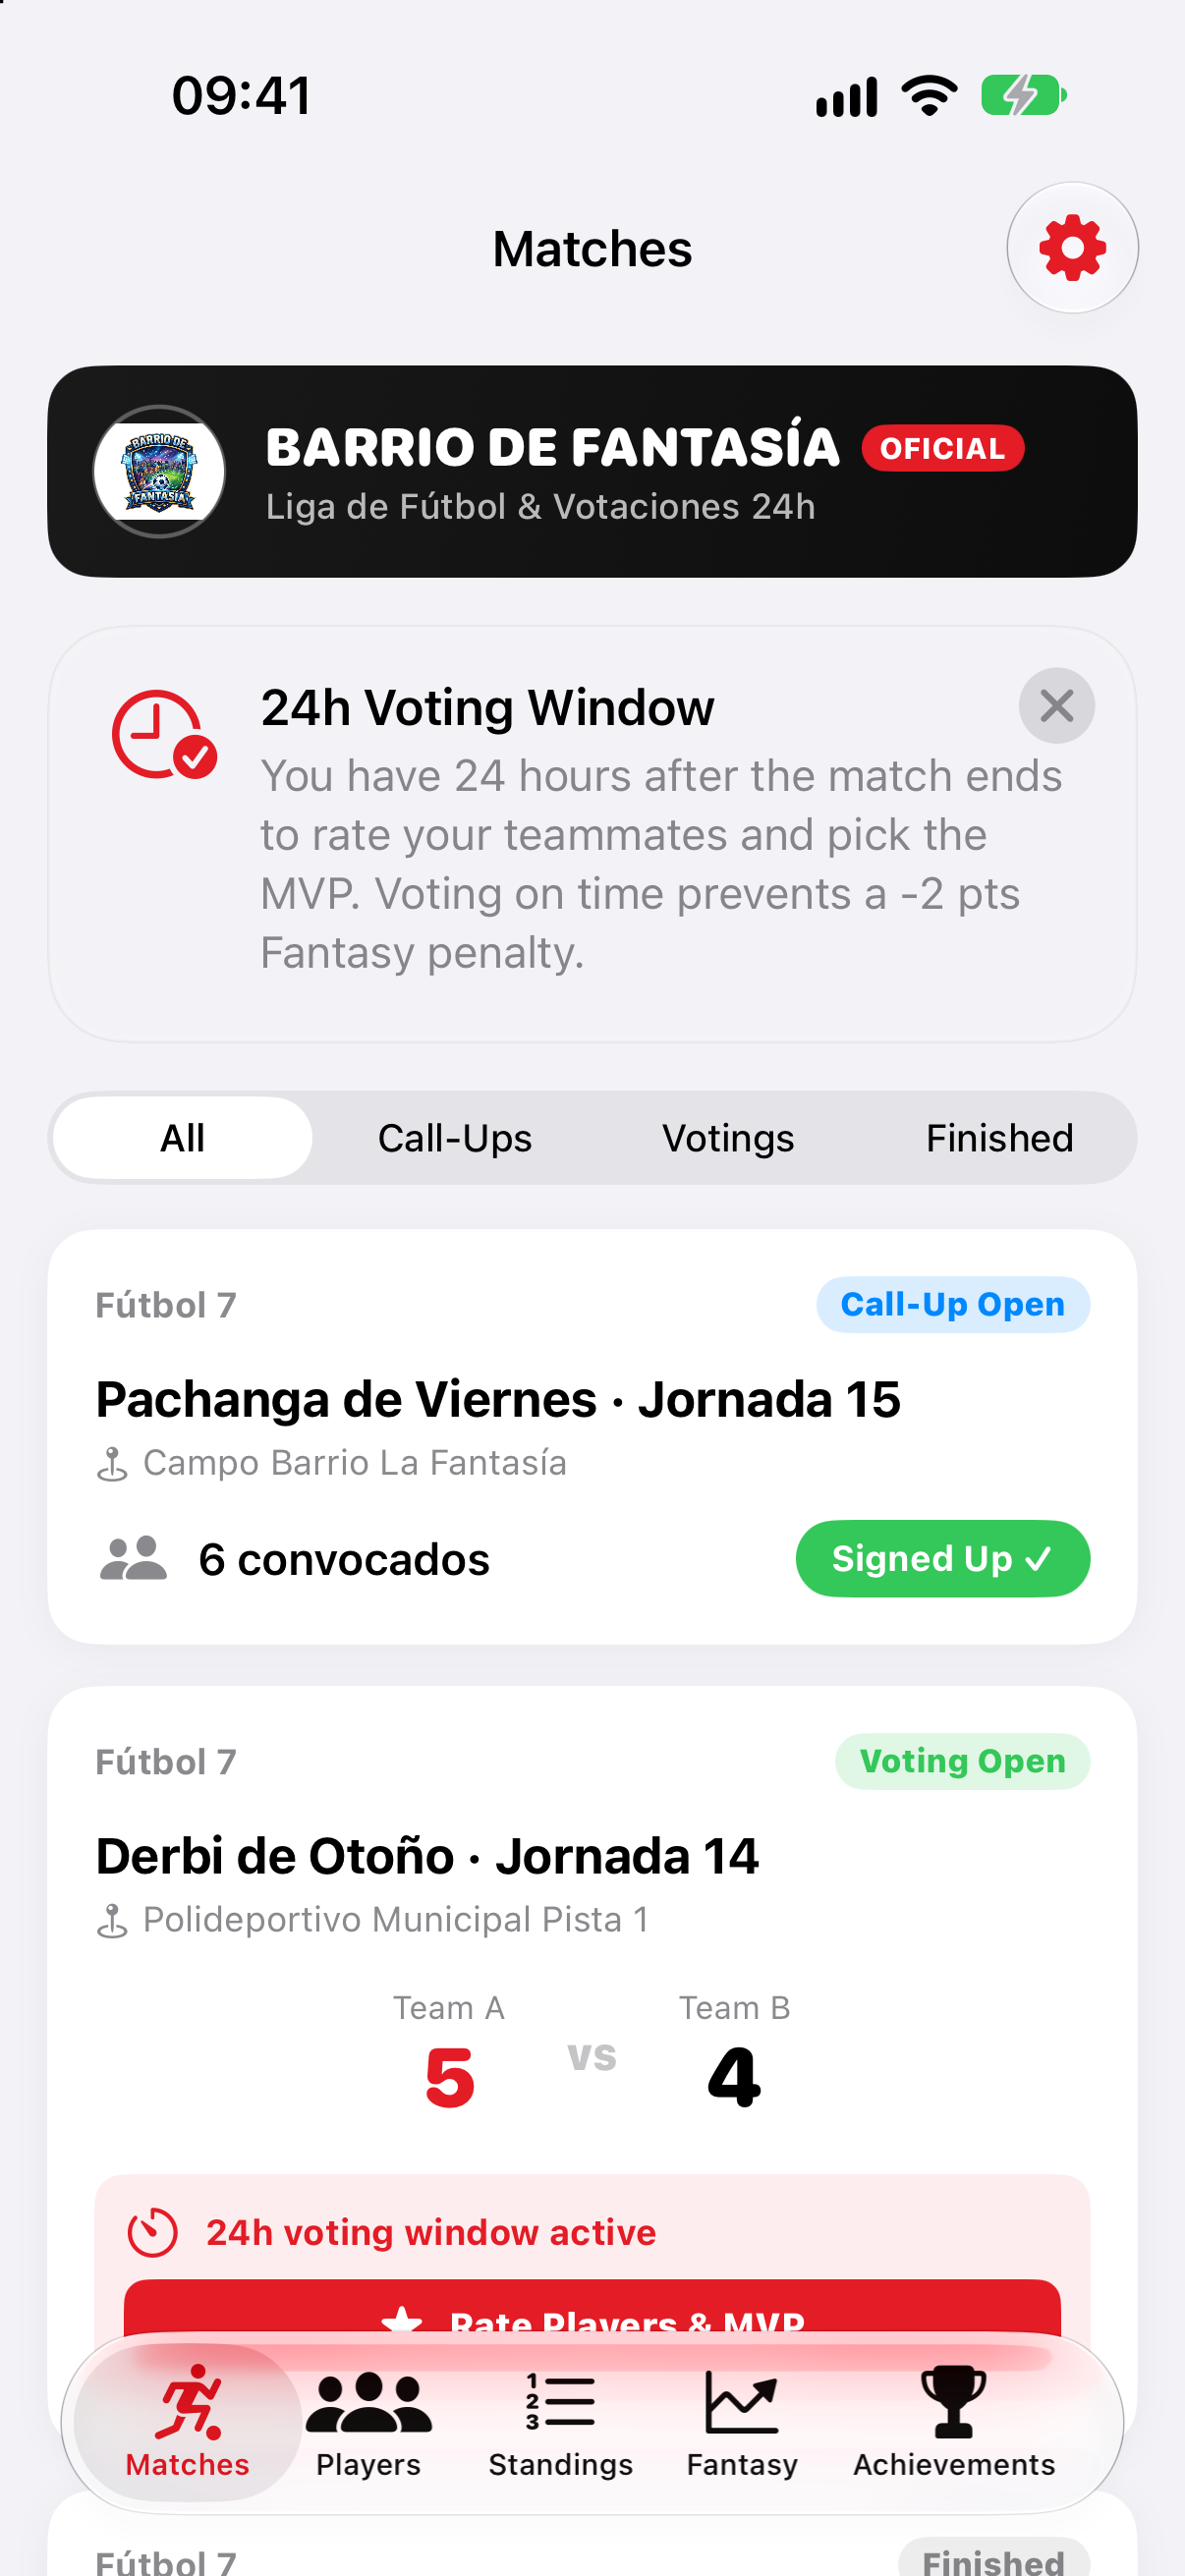 09:41
Matches
BARRIO DE FANTASÍA
BARRIO DE FANTASÍA OFICIAL
Liga de Fútbol & Votaciones 24h
24h Voting Window
You have 24 hours after the match ends
to rate your teammates and pick the
MVP. Voting on time prevents a -2 pts
Fantasy penalty.
All Call-Ups Votings Finished
Fútbol 7 Call-Up Open
Pachanga de Viernes · Jornada 15
Campo Barrio La Fantasía
6 convocados Signed Up ✓
Fútbol 7 Voting Open
Derbi de Otoño · Jornada 14
Polideportivo Municipal Pista 1
Team A Team B
5 vs 4
24h voting window active
Rate Players & MVP
Matches Players Standings Fantasy Achievements
Fútbol 7 Finished